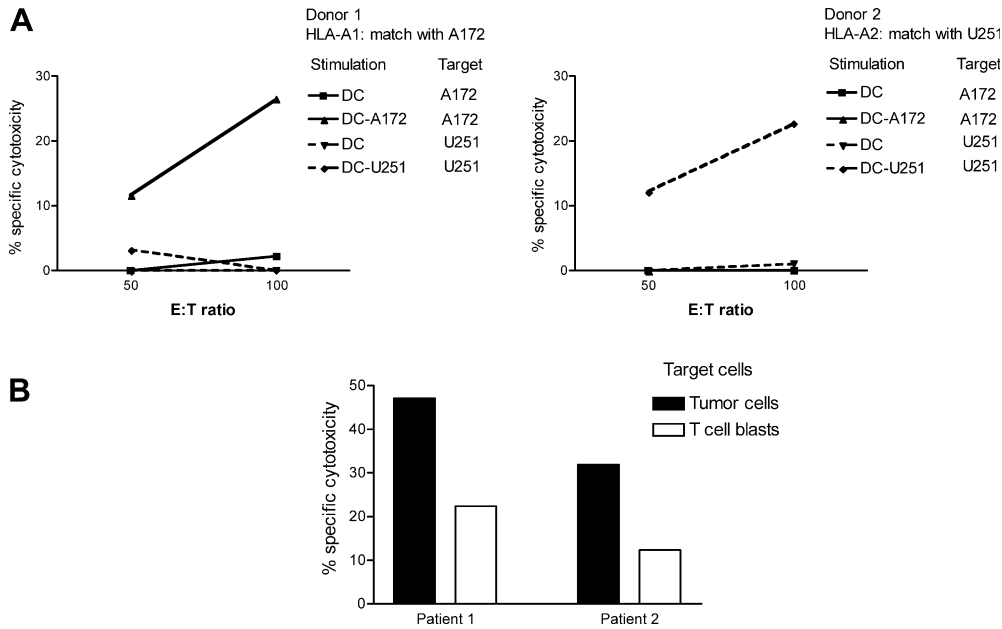 A
Donor 1
HLA-A1: match with A172
Stimulation Target
DC A172
DC-A172 A172
DC U251
DC-U251 U251
% specific cytotoxicity
30
20
10
0
50 100
E:T ratio
Donor 2
HLA-A2: match with U251
Stimulation Target
DC A172
DC-A172 A172
DC U251
DC-U251 U251
% specific cytotoxicity
30
20
10
0
50 100
E:T ratio
B
Target cells
Tumor cells
T cell blasts
% specific cytotoxicity
50
40
30
20
10
0
Patient 1 Patient 2